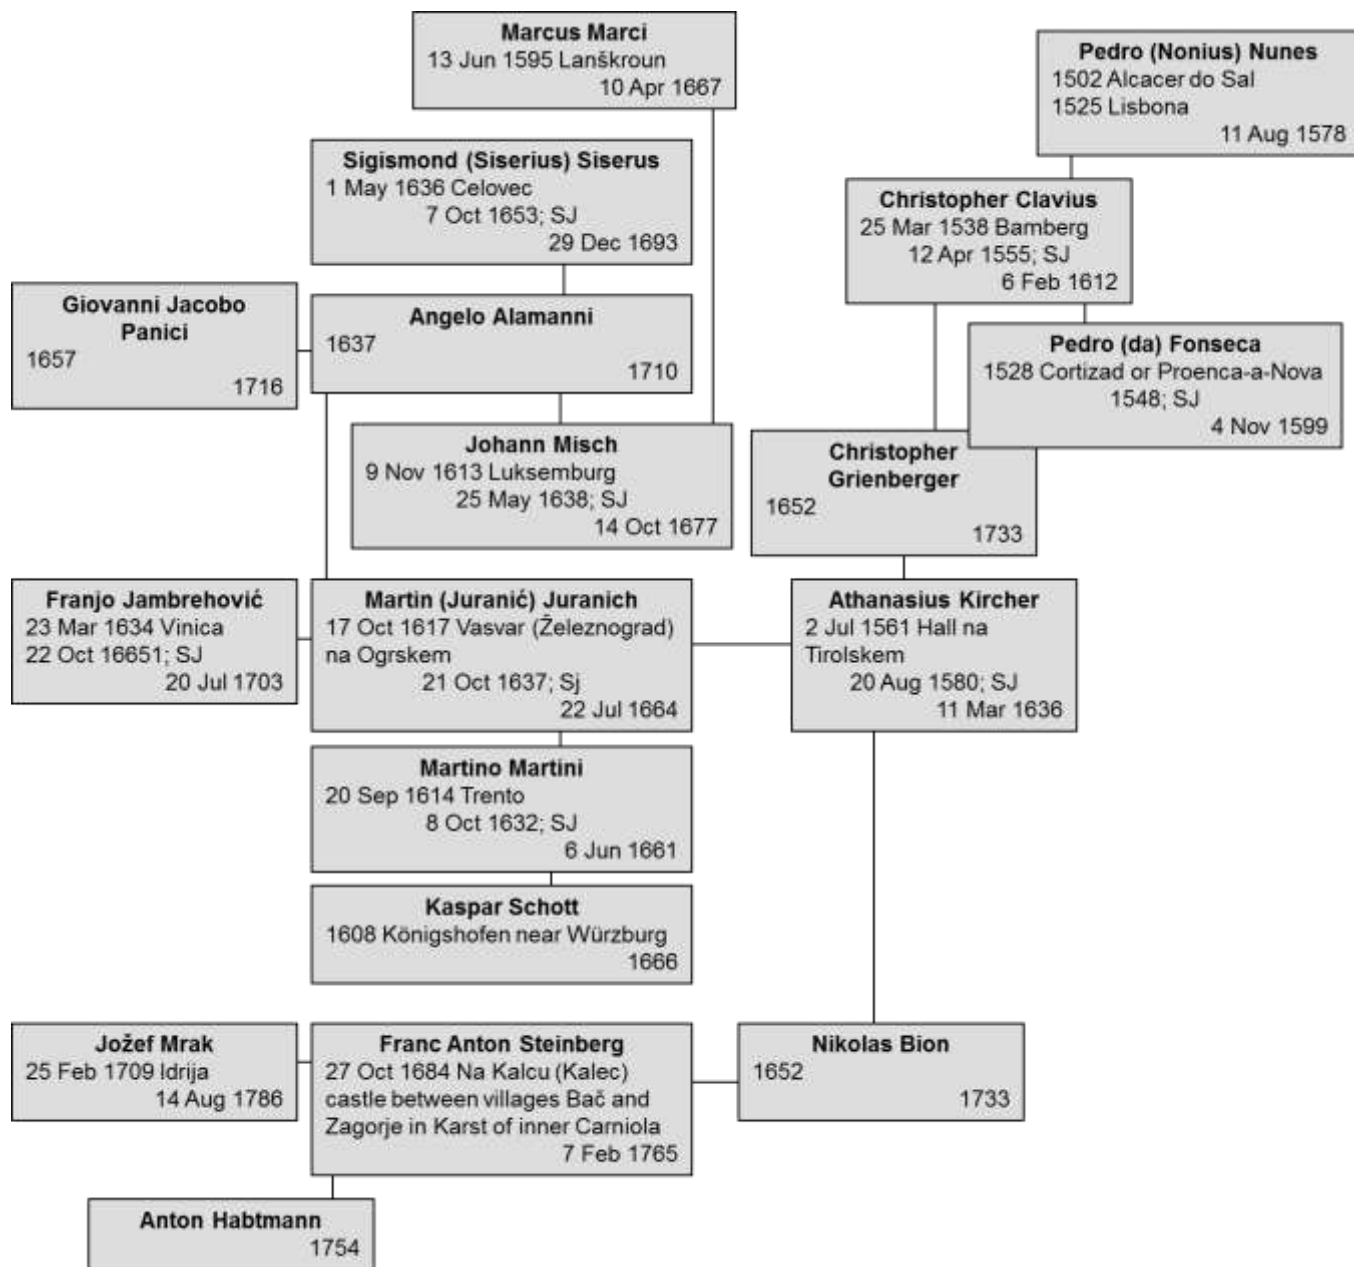 Marcus Marci
13 Jun 1595 Lanškroun
10 Apr 1667
Pedro (Nonius) Nunes
1502 Alcacer do Sal
1525 Lisbona
11 Aug 1578
Sigismond (Siserius) Siserus
1 May 1636 Celovec
7 Oct 1653; SJ
29 Dec 1693
Christopher Clavius
25 Mar 1538 Bamberg
12 Apr 1555; SJ
6 Feb 1612
Giovanni Jacobo
Panici
1657
1716
Angelo Alamanni
1637
1710
Pedro (da) Fonseca
1528 Cortizad or Proenca-a-Nova
1548; SJ
4 Nov 1599
Johann Misch
9 Nov 1613 Luksemburg
25 May 1638; SJ
14 Oct 1677
Christopher
Grienberger
1652
1733
Franjo Jambrehović
23 Mar 1634 Vinica
22 Oct 16651; SJ
20 Jul 1703
Martin (Juranić) Juranich
17 Oct 1617 Vasvar (Železnograd)
na Ogrskem
21 Oct 1637; Sj
22 Jul 1664
Athanasius Kircher
2 Jul 1561 Hall na
Tirolskem
20 Aug 1580; SJ
11 Mar 1636
Martino Martini
20 Sep 1614 Trento
8 Oct 1632; SJ
6 Jun 1661
Kaspar Schott
1608 Königshofen near Würzburg
1666
Jožef Mrak
25 Feb 1709 Idrija
14 Aug 1786
Franc Anton Steinberg
27 Oct 1684 Na Kalcu (Kalec)
castle between villages Bač and
Zagorje in Karst of inner Carniola
7 Feb 1765
Nikolas Bion
1652
1733
Anton Habtmann
1754